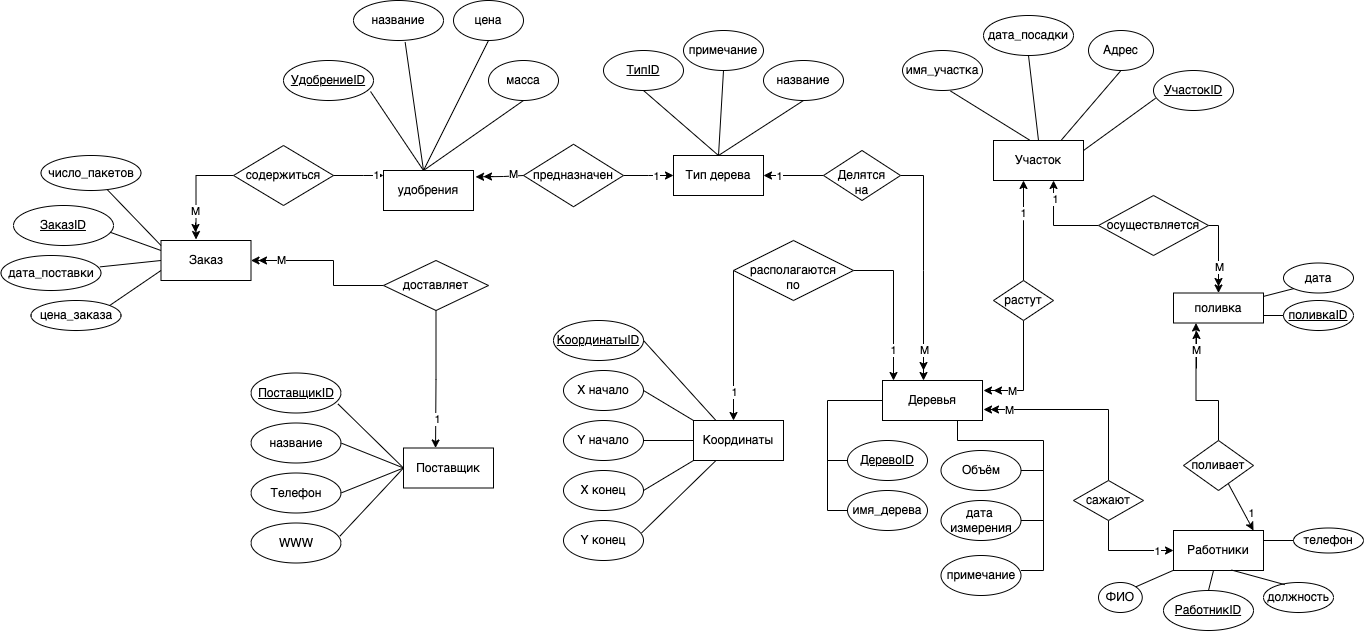 название
цена
УдобрениеID
масса
ТипID
примечание
название
имя_участка
дата_посадки
Адрес
УчастокID
число_пакетов
ЗаказID
дата_поставки
цена_заказа
Заказ
M
содержиться
1
удобрения
M
предназначен
1
Тип дерева
1
Делятся
на
M
Участок
1
1
осуществляется
M
дата
поливка
поливкаID
M
M
доставляет
1
располагаются
по
1
1
растут
M
ПоставщикID
название
Телефон
WWW
Поставщик
КоординатыID
X начало
Y начало
X конец
Y конец
Координаты
Деревья
M
ДеревоID
имя_дерева
Объём
дата
измерения
примечание
сажают
1
поливает
1
Работники
телефон
ФИО
РаботникID
должность